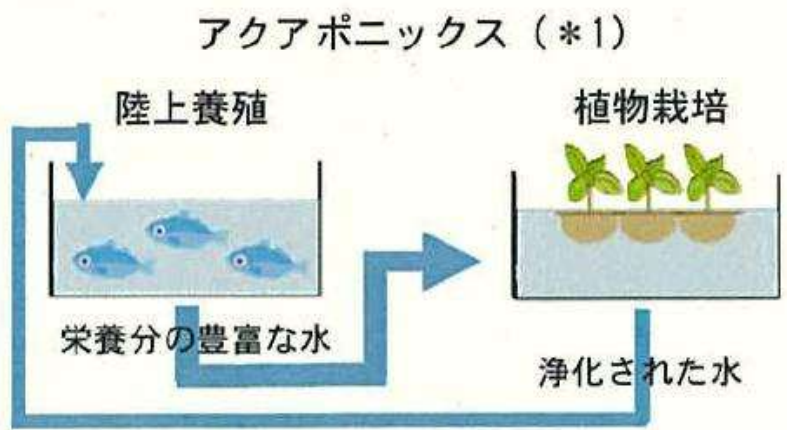 アクアポニックス（＊1）
陸上養殖
植物栽培
栄養分の豊富な水
浄化された水